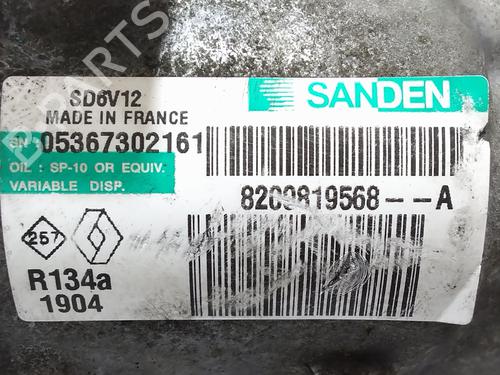 SD6V12
MADE IN FRANCE
SANDEN
SN: 05367302161
OIL : SP-10 OR EQUIV.
VARIABLE DISP.
8200819568--A
257
R134a
1904